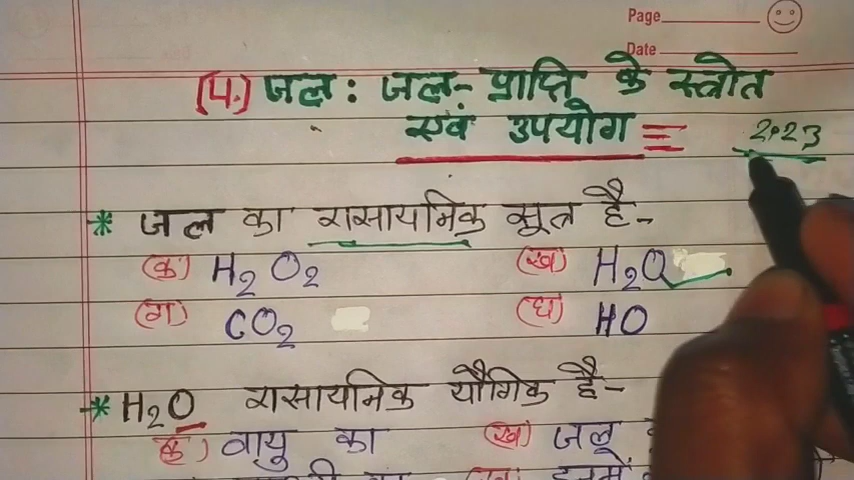 Page
Date
(4.) जल : जल- प्राप्ति के स्त्रोत
एवं उपयोग
2023
* जल का रासायनिक सूत्र है-
(क) H2O2 (ख) H2O
(ग) CO2 (घ) HO
* H2O रासायनिक यौगिक है-
(क) वायु का (ख) जल